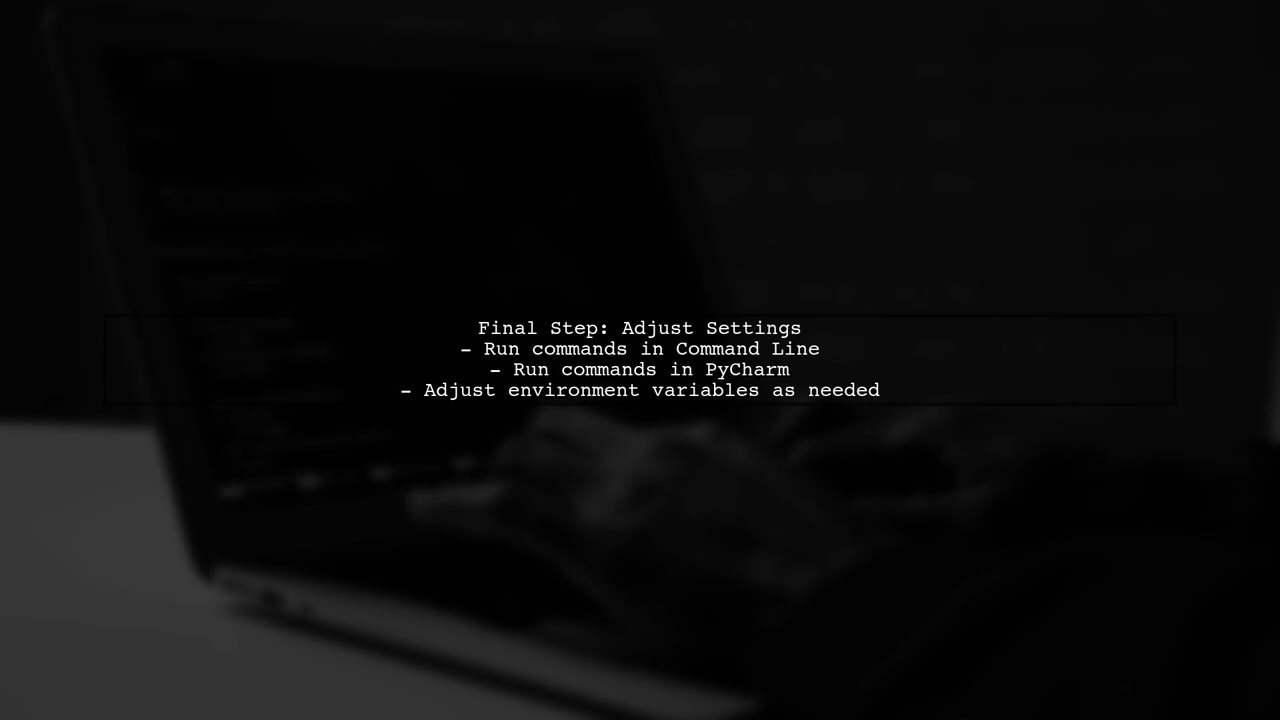 Final Step: Adjust Settings
- Run commands in Command Line
- Run commands in PyCharm
- Adjust environment variables as needed